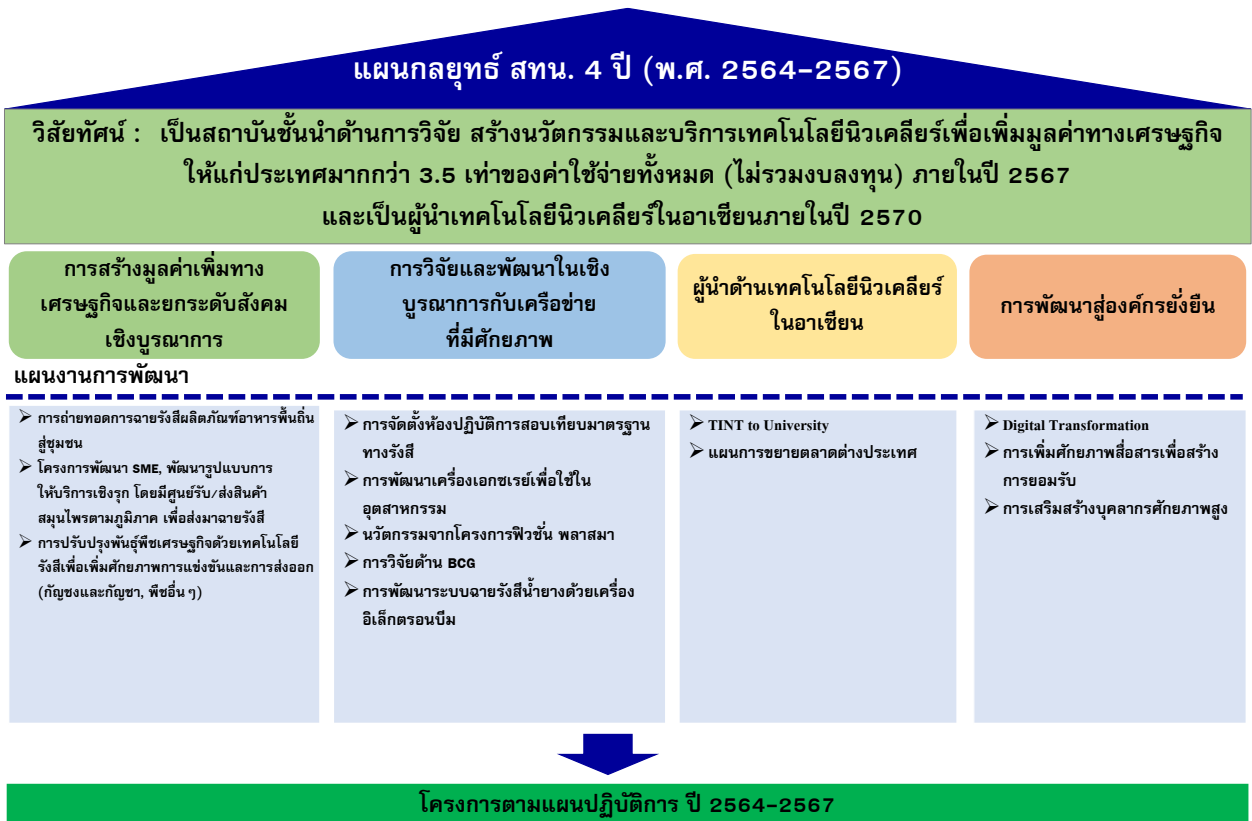 แผนกลยุทธ์ สทน. 4 ปี (พ.ศ. 2564-2567)
วิสัยทัศน์ : เป็นสถาบันชั้นนำด้านการวิจัย สร้างนวัตกรรมและบริการเทคโนโลยีนิวเคลียร์เพื่อเพิ่มมูลค่าทางเศรษฐกิจ
ให้แก่ประเทศมากกว่า 3.5 เท่าของค่าใช้จ่ายทั้งหมด (ไม่รวมงบลงทุน) ภายในปี 2567
และเป็นผู้นำเทคโนโลยีนิวเคลียร์ในอาเซียนภายในปี 2570
การสร้างมูลค่าเพิ่มทาง
เศรษฐกิจและยกระดับสังคม
เชิงบูรณาการ
การวิจัยและพัฒนาในเชิง
บูรณาการกับเครือข่าย
ที่มีศักยภาพ
ผู้นำด้านเทคโนโลยีนิวเคลียร์
ในอาเซียน
การพัฒนาสู่องค์กรยั่งยืน
แผนงานการพัฒนา
➢ การถ่ายทอดการฉายรังสีผลิตภัณฑ์อาหารพื้นถิ่น
สู่ชุมชน
➢ โครงการพัฒนา SME, พัฒนารูปแบบการ
ให้บริการเชิงรุก โดยมีศูนย์รับ/ส่งสินค้า
สมุนไพรตามภูมิภาค เพื่อส่งมาฉายรังสี
➢ การปรับปรุงพันธุ์พืชเศรษฐกิจด้วยเทคโนโลยี
รังสีเพื่อเพิ่มศักยภาพการแข่งขันและการส่งออก
(กัญชงและกัญชา, พืชอื่น ๆ)
➢ การจัดตั้งห้องปฏิบัติการสอบเทียบมาตรฐาน
ทางรังสี
➢ การพัฒนาเครื่องเอกซเรย์เพื่อใช้ใน
อุตสาหกรรม
➢ นวัตกรรมจากโครงการฟิวชั่น พลาสมา
➢ การวิจัยด้าน BCG
➢ การพัฒนาระบบฉายรังสีน้ำยางด้วยเครื่อง
อิเล็กตรอนบีม
➢ TINT to University
➢ แผนการขยายตลาดต่างประเทศ
➢ Digital Transformation
➢ การเพิ่มศักยภาพสื่อสารเพื่อสร้าง
การยอมรับ
➢ การเสริมสร้างบุคลากรศักยภาพสูง
โครงการตามแผนปฏิบัติการ ปี 2564-2567